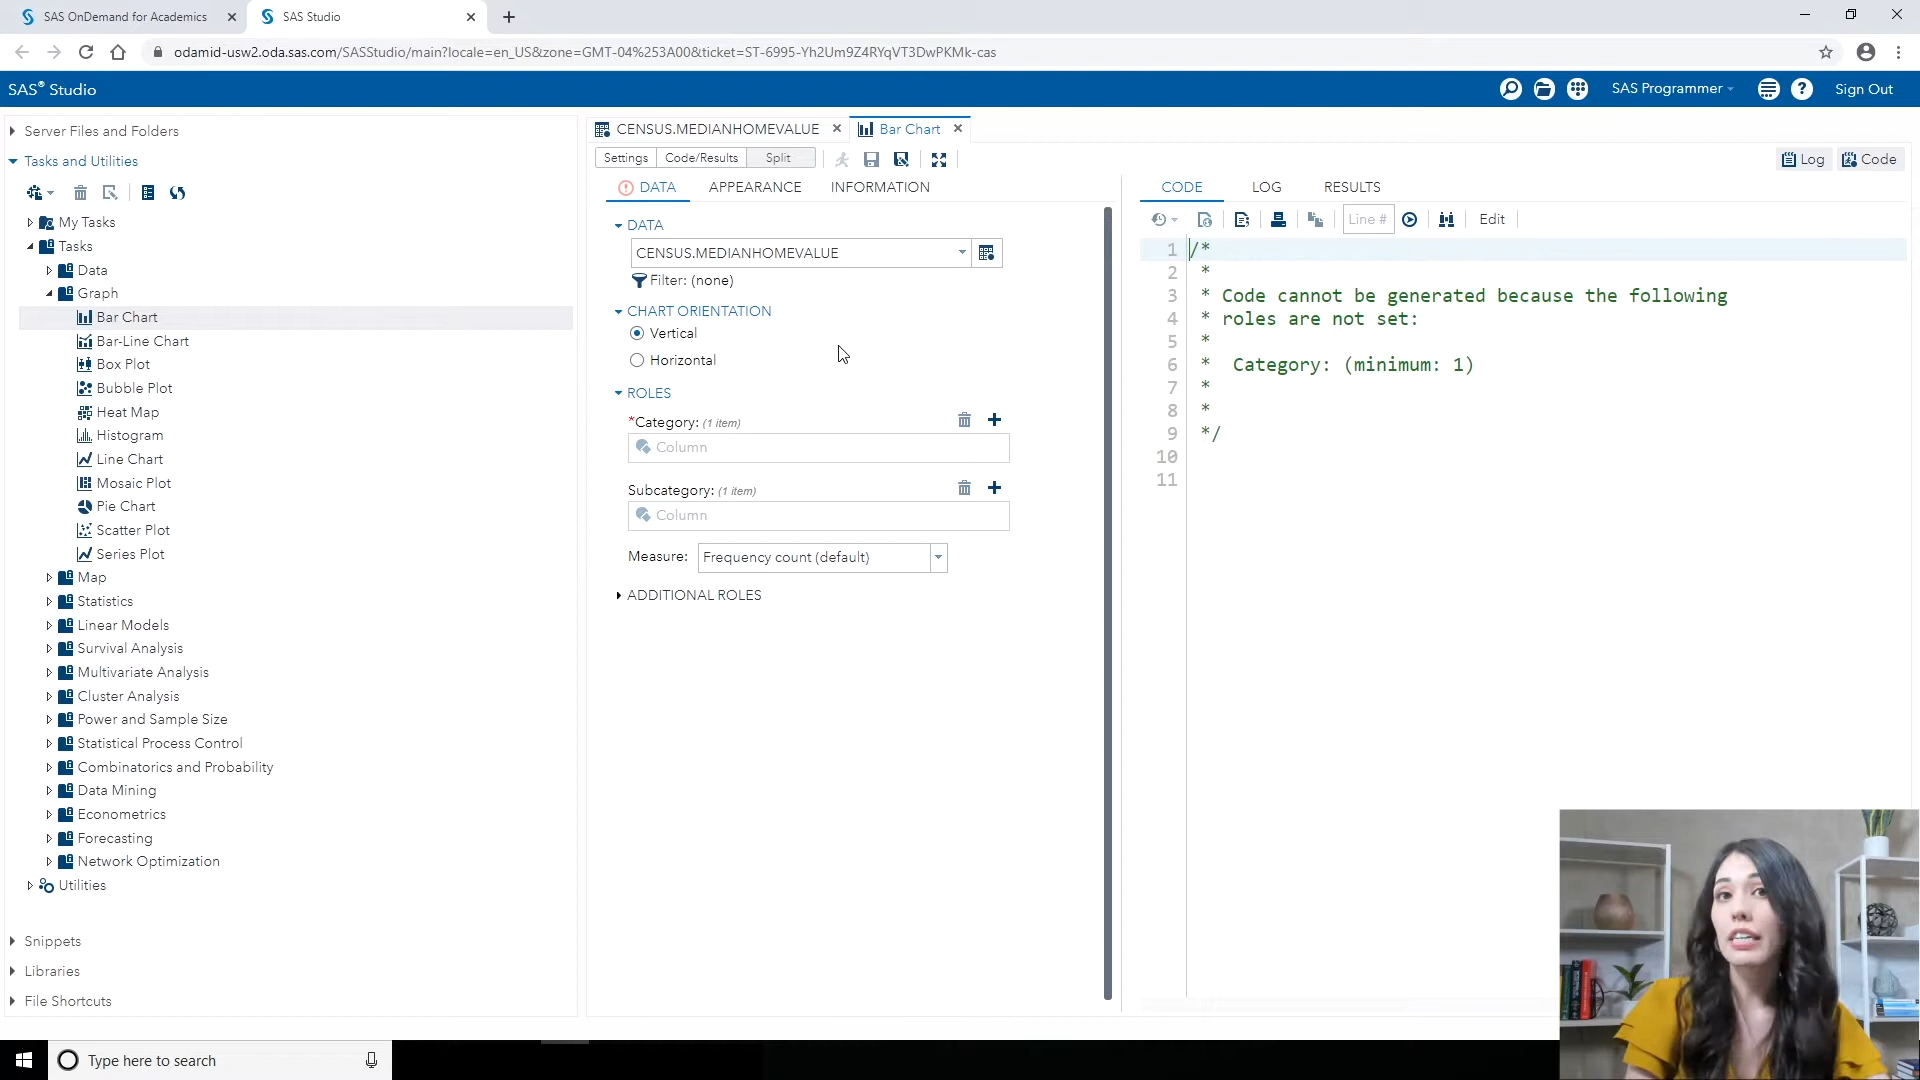 SAS OnDemand for Academics
SAS Studio
odamid-usw2.oda.sas.com/SASStudio/main?locale=en_US&zone=GMT-04%253A00&ticket=ST-6995-Yh2Um9Z4RYqVT3DwPKMk-cas
SAS® Studio
SAS Programmer
Sign Out
Server Files and Folders
Tasks and Utilities
My Tasks
Tasks
Data
Graph
Bar Chart
Bar-Line Chart
Box Plot
Bubble Plot
Heat Map
Histogram
Line Chart
Mosaic Plot
Pie Chart
Scatter Plot
Series Plot
Map
Statistics
Linear Models
Survival Analysis
Multivariate Analysis
Cluster Analysis
Power and Sample Size
Statistical Process Control
Combinatorics and Probability
Data Mining
Econometrics
Forecasting
Network Optimization
Utilities
Snippets
Libraries
File Shortcuts
CENSUS.MEDIANHOMEVALUE
Bar Chart
Settings
Code/Results
Split
Log
Code
DATA
APPEARANCE
INFORMATION
DATA
CENSUS.MEDIANHOMEVALUE
Filter: (none)
CHART ORIENTATION
Vertical
Horizontal
ROLES
*Category: (1 item)
Column
Subcategory: (1 item)
Column
Measure: Frequency count (default)
ADDITIONAL ROLES
CODE
LOG
RESULTS
Line #
Edit
1 /*
2 *
3 * Code cannot be generated because the following
4 * roles are not set:
5 *
6 * Category: (minimum: 1)
7 *
8 *
9 */
10
11
Type here to search